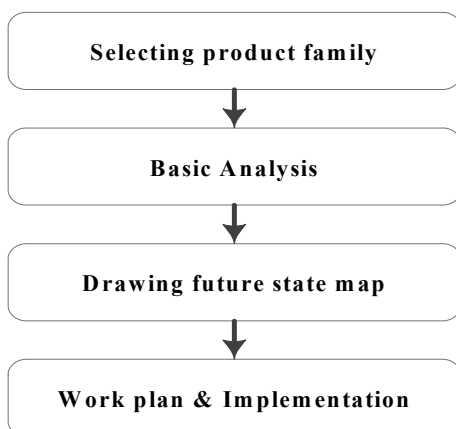 Selecting product family
Basic Analysis
Drawing future state map
Work plan & Implementation